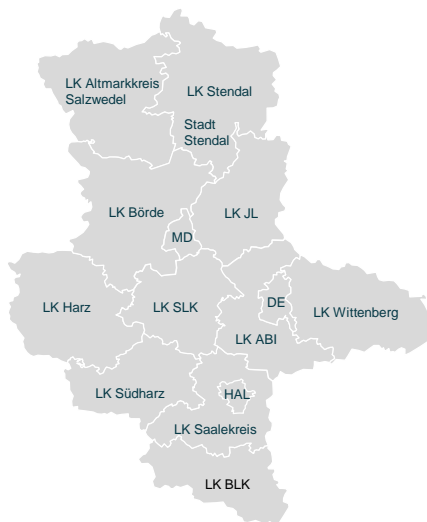 LK Altmarkkreis
Salzwedel
LK Stendal
Stadt
Stendal
LK Börde
LK JL
MD
LK Harz
LK SLK
DE
LK Wittenberg
LK ABI
LK Südharz
HAL
LK Saalekreis
LK BLK